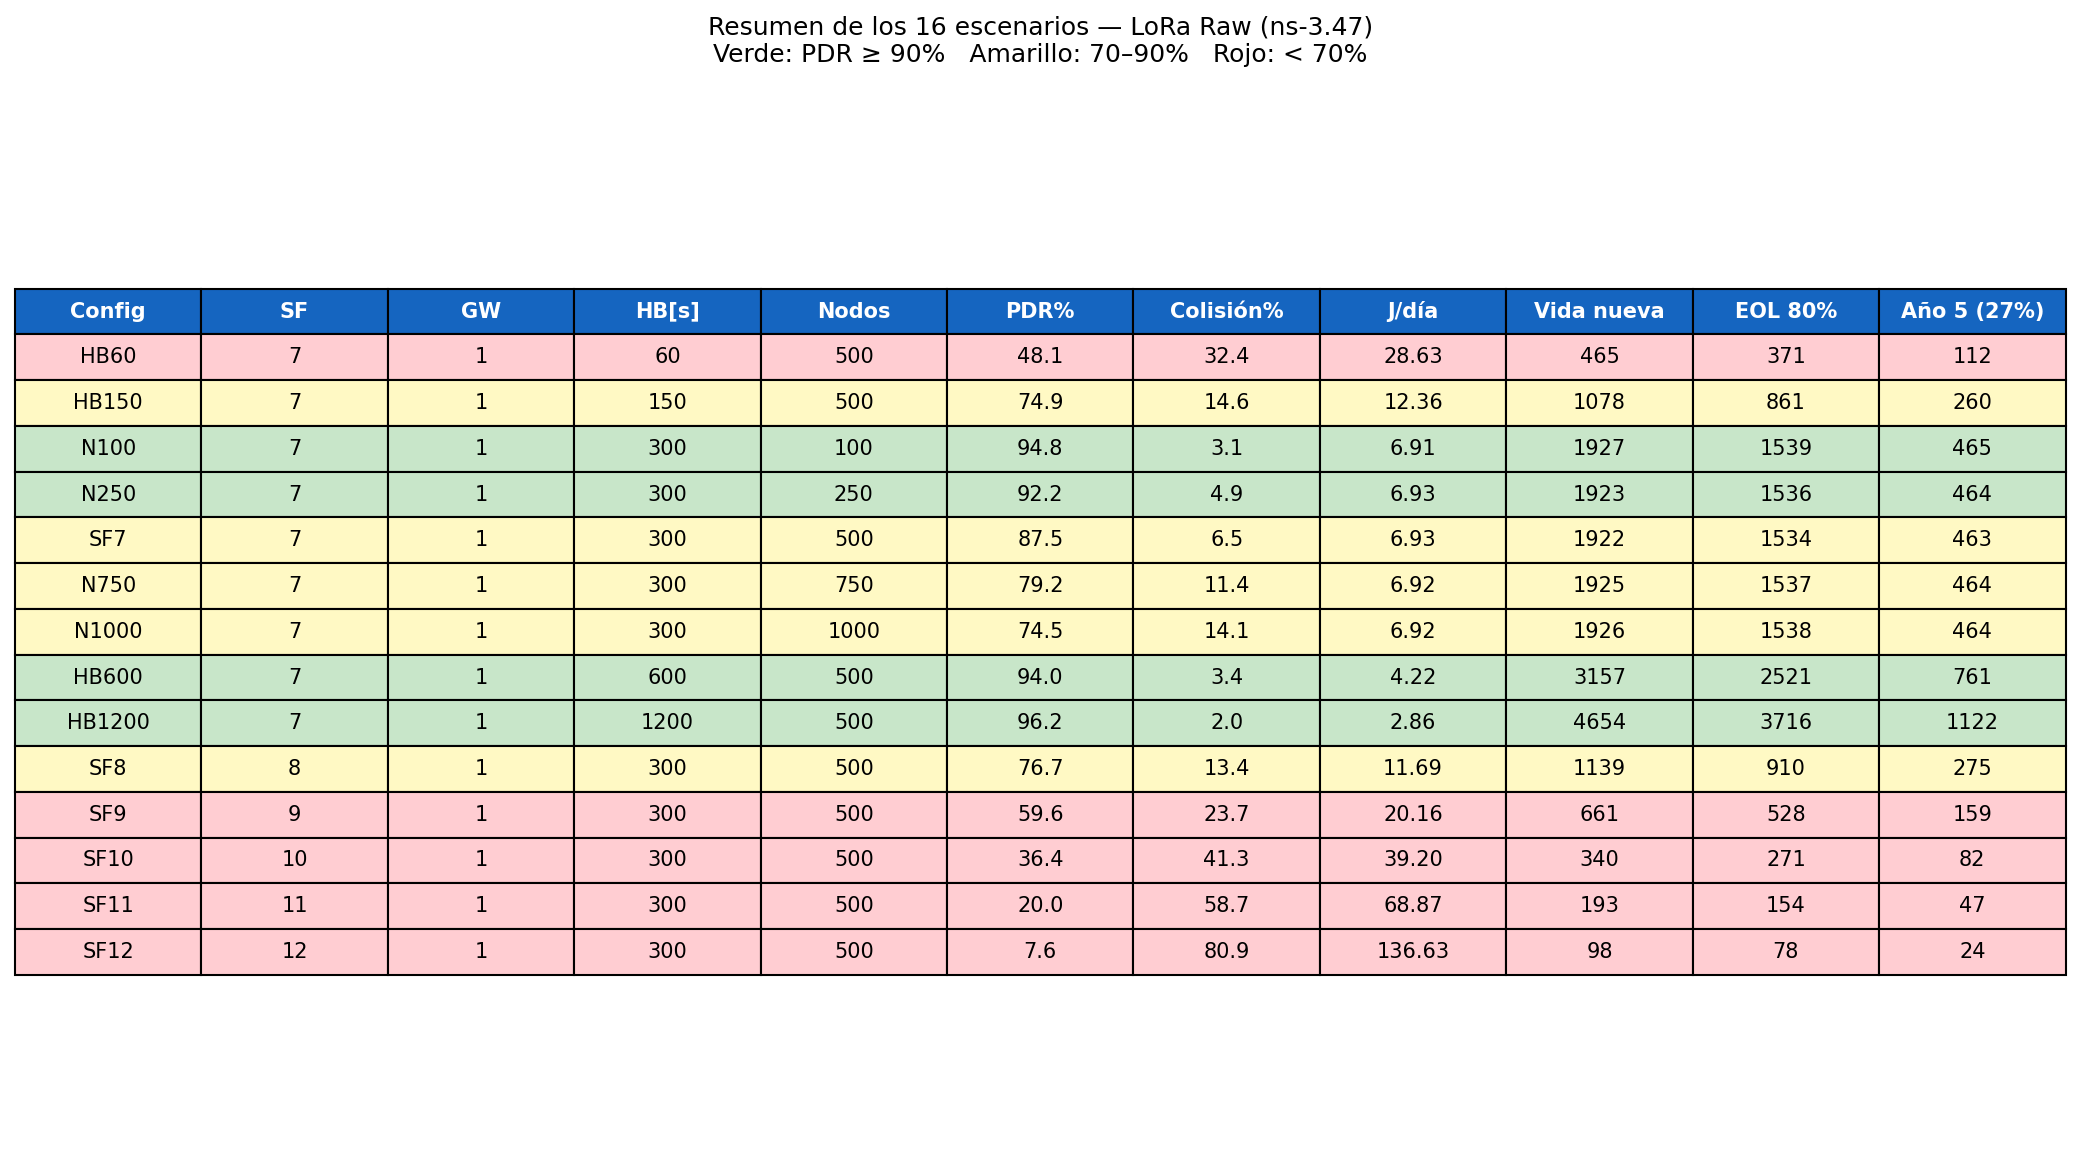 Resumen de los 16 escenarios — LoRa Raw (ns-3.47)
Verde: PDR ≥ 90%   Amarillo: 70–90%   Rojo: < 70%
Config SF GW HB[s] Nodos PDR% Colisión% J/día Vida nueva EOL 80% Año 5 (27%)
HB60 7 1 60 500 48.1 32.4 28.63 465 371 112
HB150 7 1 150 500 74.9 14.6 12.36 1078 861 260
N100 7 1 300 100 94.8 3.1 6.91 1927 1539 465
N250 7 1 300 250 92.2 4.9 6.93 1923 1536 464
SF7 7 1 300 500 87.5 6.5 6.93 1922 1534 463
N750 7 1 300 750 79.2 11.4 6.92 1925 1537 464
N1000 7 1 300 1000 74.5 14.1 6.92 1926 1538 464
HB600 7 1 600 500 94.0 3.4 4.22 3157 2521 761
HB1200 7 1 1200 500 96.2 2.0 2.86 4654 3716 1122
SF8 8 1 300 500 76.7 13.4 11.69 1139 910 275
SF9 9 1 300 500 59.6 23.7 20.16 661 528 159
SF10 10 1 300 500 36.4 41.3 39.20 340 271 82
SF11 11 1 300 500 20.0 58.7 68.87 193 154 47
SF12 12 1 300 500 7.6 80.9 136.63 98 78 24